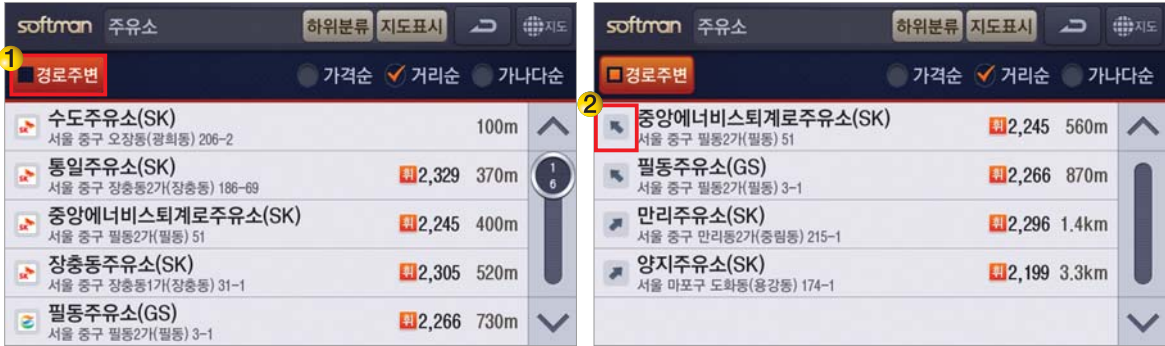 softman 주유소 하위분류 지도표시 지도
1
경로주변 가격순 거리순 가나다순
수도주유소(SK) 100m
서울 중구 오장동(광희동) 206-2
통일주유소(SK) 휘 2,329 370m
서울 중구 장충동2가(장충동) 186-69
1
6
중앙에너비스퇴계로주유소(SK) 휘 2,245 400m
서울 중구 필동2가(필동) 51
장충동주유소(SK) 휘 2,305 520m
서울 중구 장충동1가(장충동) 31-1
필동주유소(GS) 휘 2,266 730m
서울 중구 필동2가(필동) 3-1
softman 주유소 하위분류 지도표시 지도
경로주변 가격순 거리순 가나다순
2
중앙에너비스퇴계로주유소(SK) 휘 2,245 560m
서울 중구 필동2가(필동) 51
필동주유소(GS) 휘 2,266 870m
서울 중구 필동2가(필동) 3-1
만리주유소(SK) 휘 2,296 1.4km
서울 중구 만리동2가(중림동) 215-1
양지주유소(SK) 휘 2,199 3.3km
서울 마포구 도화동(용강동) 174-1